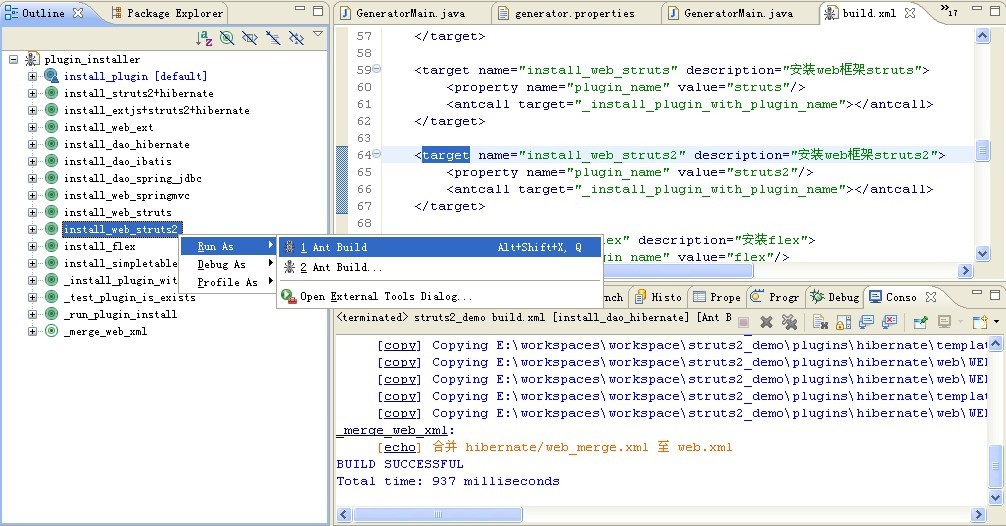 Outline
Package Explorer
plugin_installer
install_plugin [default]
install_struts2+hibernate
install_extjs+struts2+hibernate
install_web_ext
install_dao_hibernate
install_dao_ibatis
install_dao_spring_jdbc
install_web_springmvc
install_web_struts
install_web_struts2
install_flex
install_simpletable
_install_plugin_wit
_test_plugin_is_exists
_run_plugin_install
_merge_web_xml
Run As
Debug As
Profile As
1 Ant Build Alt+Shift+X, Q
2 Ant Build...
Open External Tools Dialog...
GeneratorMain.java
generator.properties
GeneratorMain.java
build.xml
»17
57 </target>
58
59 <target name="install_web_struts" description="安装web框架struts">
60 <property name="plugin_name" value="struts"/>
61 <antcall target="_install_plugin_with_plugin_name"></antcall>
62 </target>
63
64 <target name="install_web_struts2" description="安装web框架struts2">
65 <property name="plugin_name" value="struts2"/>
66 <antcall target="_install_plugin_with_plugin_name"></antcall>
67 </target>
68
lex" description="安装flex">
gin_name" value="flex"/>
nch
Histo
Prope
Progr
Debug
Conso
<terminated> struts2_demo build.xml [install_dao_hibernate] [Ant B
[copy] Copying E:\workspaces\workspace\struts2_demo\plugins\hibernate\templat
[copy] Copying E:\workspaces\workspace\struts2_demo\plugins\hibernate\web\WEI
[copy] Copying E:\workspaces\workspace\struts2_demo\plugins\hibernate\web\WEI
[copy] Copying E:\workspaces\workspace\struts2_demo\plugins\hibernate\templat
[copy] Copying E:\workspaces\workspace\struts2_demo\plugins\hibernate\web\WEI
_merge_web_xml:
[echo] 合并 hibernate/web_merge.xml 至 web.xml
BUILD SUCCESSFUL
Total time: 937 milliseconds